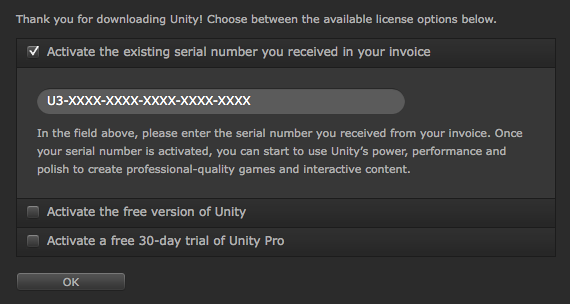 Thank you for downloading Unity! Choose between the available license options below.
Activate the existing serial number you received in your invoice
U3-XXXX-XXXX-XXXX-XXXX-XXXX
In the field above, please enter the serial number you received from your invoice. Once
your serial number is activated, you can start to use Unity's power, performance and
polish to create professional-quality games and interactive content.
Activate the free version of Unity
Activate a free 30-day trial of Unity Pro
OK